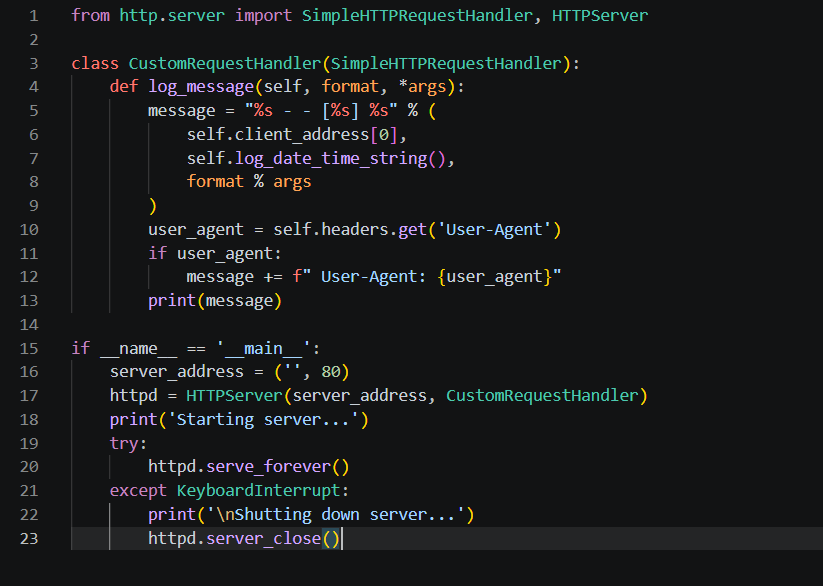 1 from http.server import SimpleHTTPRequestHandler, HTTPServer
2
3 class CustomRequestHandler(SimpleHTTPRequestHandler):
4     def log_message(self, format, *args):
5         message = "%s - - [%s] %s" % (
6             self.client_address[0],
7             self.log_date_time_string(),
8             format % args
9         )
10         user_agent = self.headers.get('User-Agent')
11         if user_agent:
12             message += f" User-Agent: {user_agent}"
13         print(message)
14
15 if __name__ == '__main__':
16     server_address = ('', 80)
17     httpd = HTTPServer(server_address, CustomRequestHandler)
18     print('Starting server...')
19     try:
20         httpd.serve_forever()
21     except KeyboardInterrupt:
22         print('\nShutting down server...')
23         httpd.server_close()